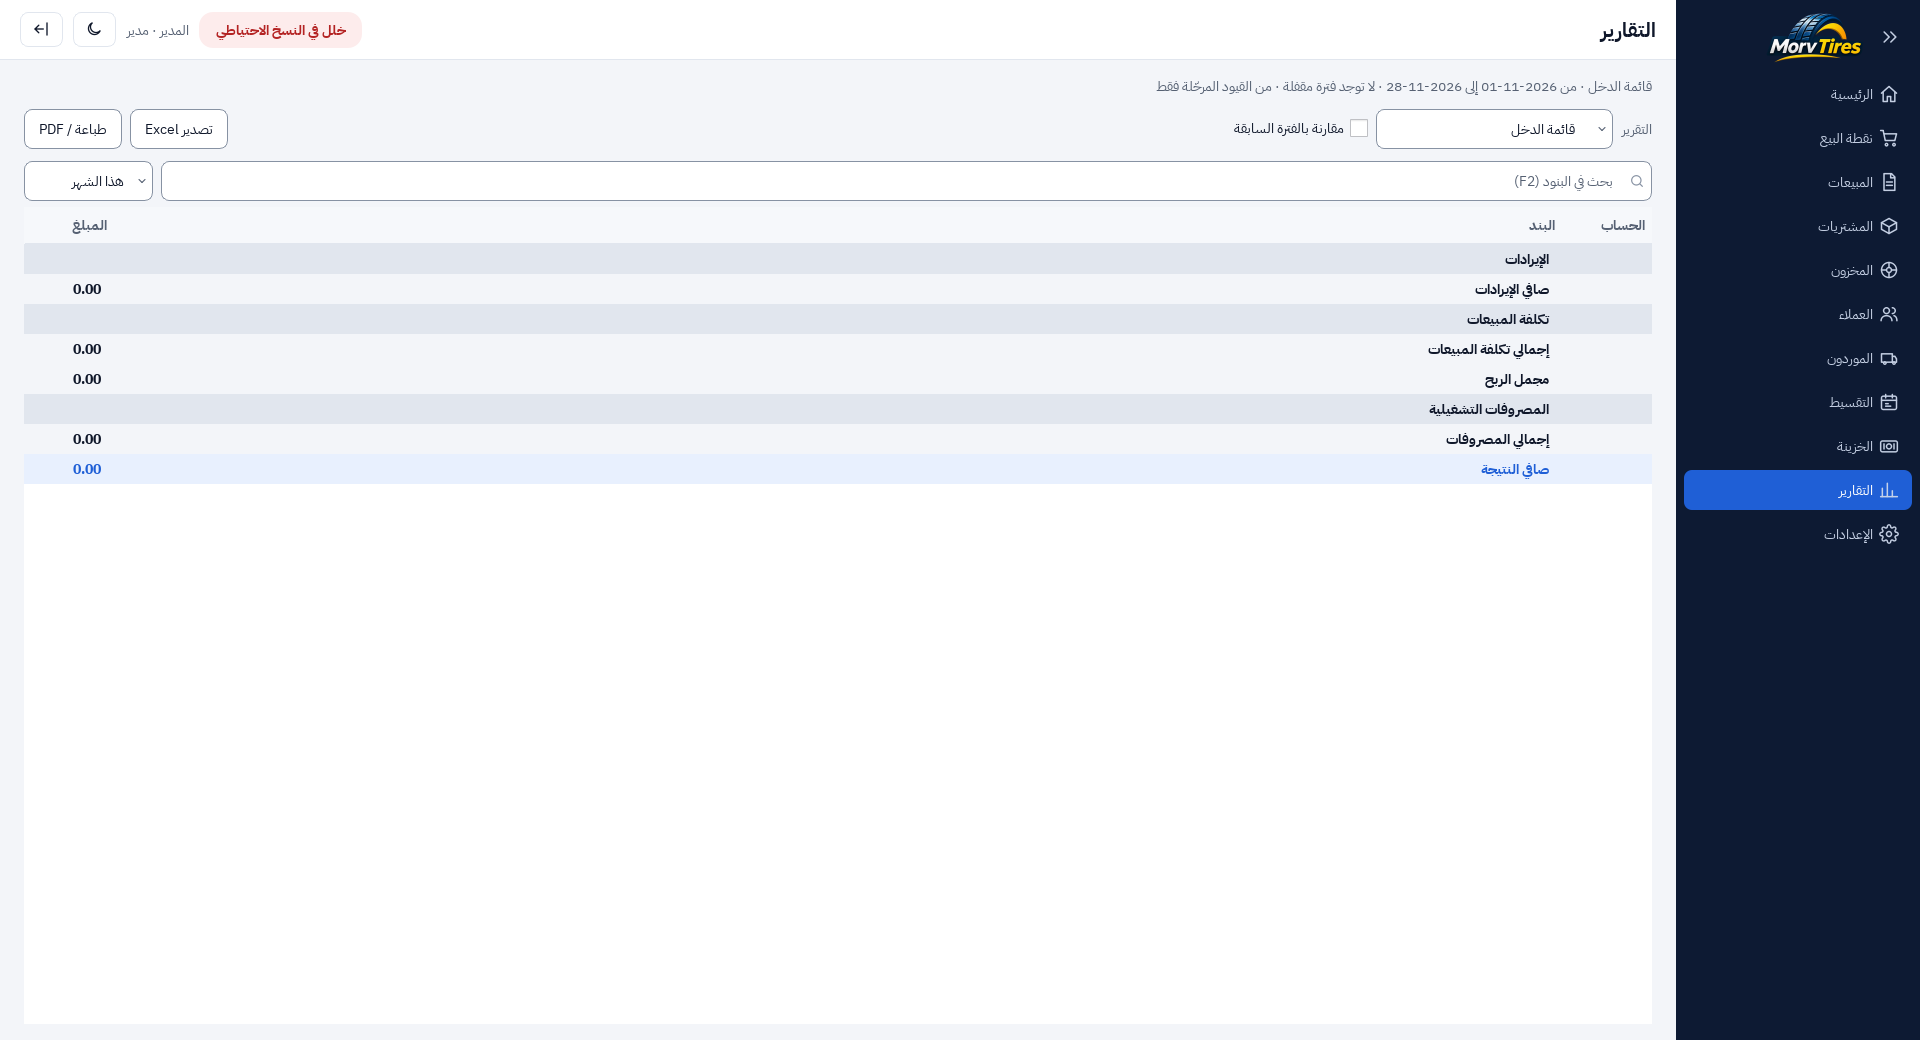 Morv Tires
الرئيسية
نقطة البيع
المبيعات
المشتريات
المخزون
العملاء
الموردون
التقسيط
الخزينة
التقارير
الإعدادات
التقارير
خلل في النسخ الاحتياطي
المدير · مدير
قائمة الدخل · من 2026-11-01 إلى 2026-11-28 · لا توجد فترة مقفلة · من القيود المرحّلة فقط
التقرير قائمة الدخل مقارنة بالفترة السابقة تصدير Excel طباعة / PDF
بحث في البنود (F2) هذا الشهر
الحساب البند المبلغ
الإيرادات
صافي الإيرادات 0.00
تكلفة المبيعات
إجمالي تكلفة المبيعات 0.00
مجمل الربح 0.00
المصروفات التشغيلية
إجمالي المصروفات 0.00
صافي النتيجة 0.00